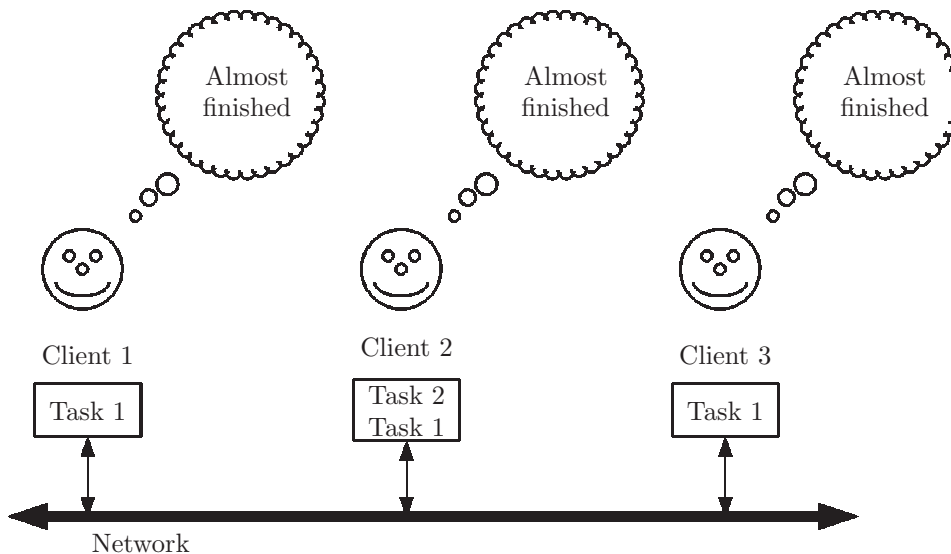 Almost
finished
Almost
finished
Almost
finished
Client 1
Client 2
Client 3
Task 1
Task 2
Task 1
Task 1
Network